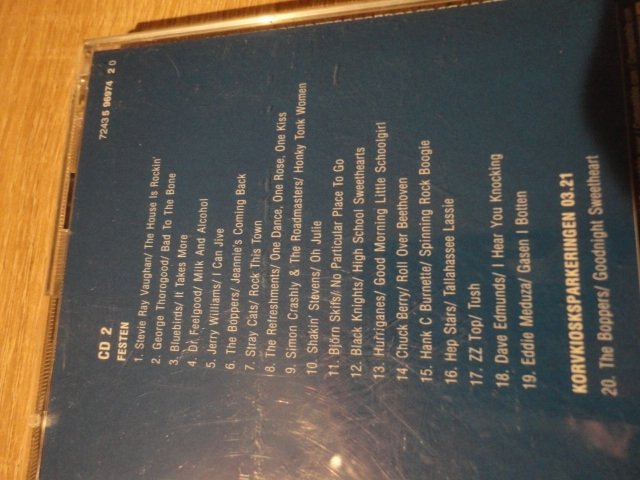 72435 96974 2 0
CD 2
FESTEN
1. Stevie Ray Vaughan/ The House Is Rockin'
2. George Thorogood/ Bad To The Bone
3. Bluebirds/ It Takes More
4. Dr Feelgood/ Milk And Alcohol
5. Jerry Williams/ I Can Jive
6. The Boppers/ Jeannie's Coming Back
7. Stray Cats/ Rock This Town
8. The Refreshments/ One Dance, One Rose, One Kiss
9. Simon Crashly & The Roadmasters/ Honky Tonk Women
10. Shakin' Stevens/ Oh Julie
11. Björn Skifs/ No Particular Place To Go
12. Black Knights/ High School Sweethearts
13. Hurriganes/ Good Morning Little Schoolgirl
14. Chuck Berry/ Roll Over Beethoven
15. Hank C Burnette/ Spinning Rock Boogie
16. Hep Stars/ Tallahassee Lassie
17. ZZ Top/ Tush
18. Dave Edmunds/ I Hear You Knocking
19. Eddie Meduza/ Gasen I Botten
KORVKIOSKSPARKERINGEN 03.21
20. The Boppers/ Goodnight Sweetheart